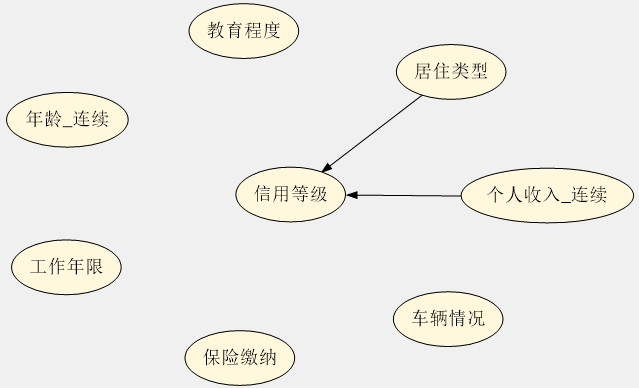 教育程度
居住类型
年龄_连续
信用等级
个人收入_连续
工作年限
车辆情况
保险缴纳